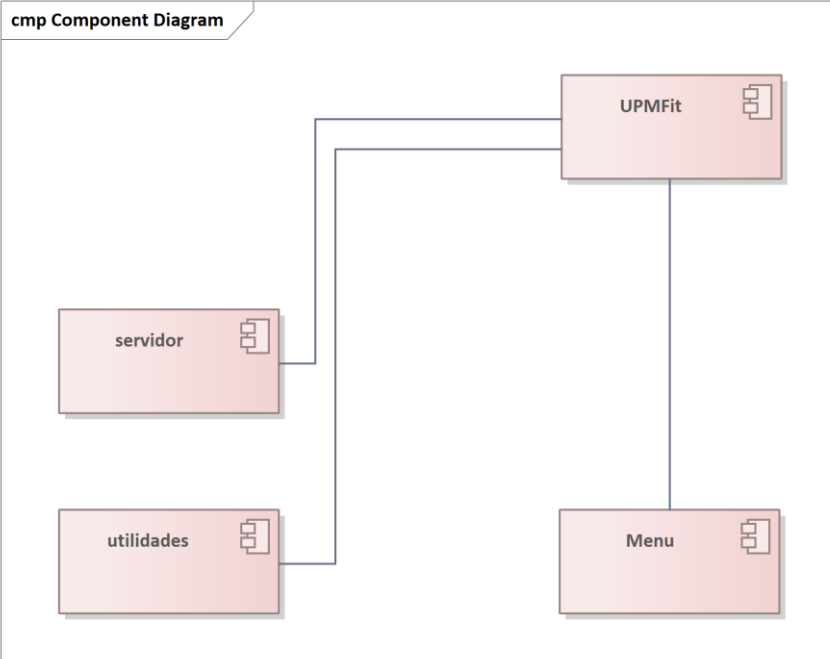 cmp Component Diagram
UPMFit
servidor
utilidades
Menu